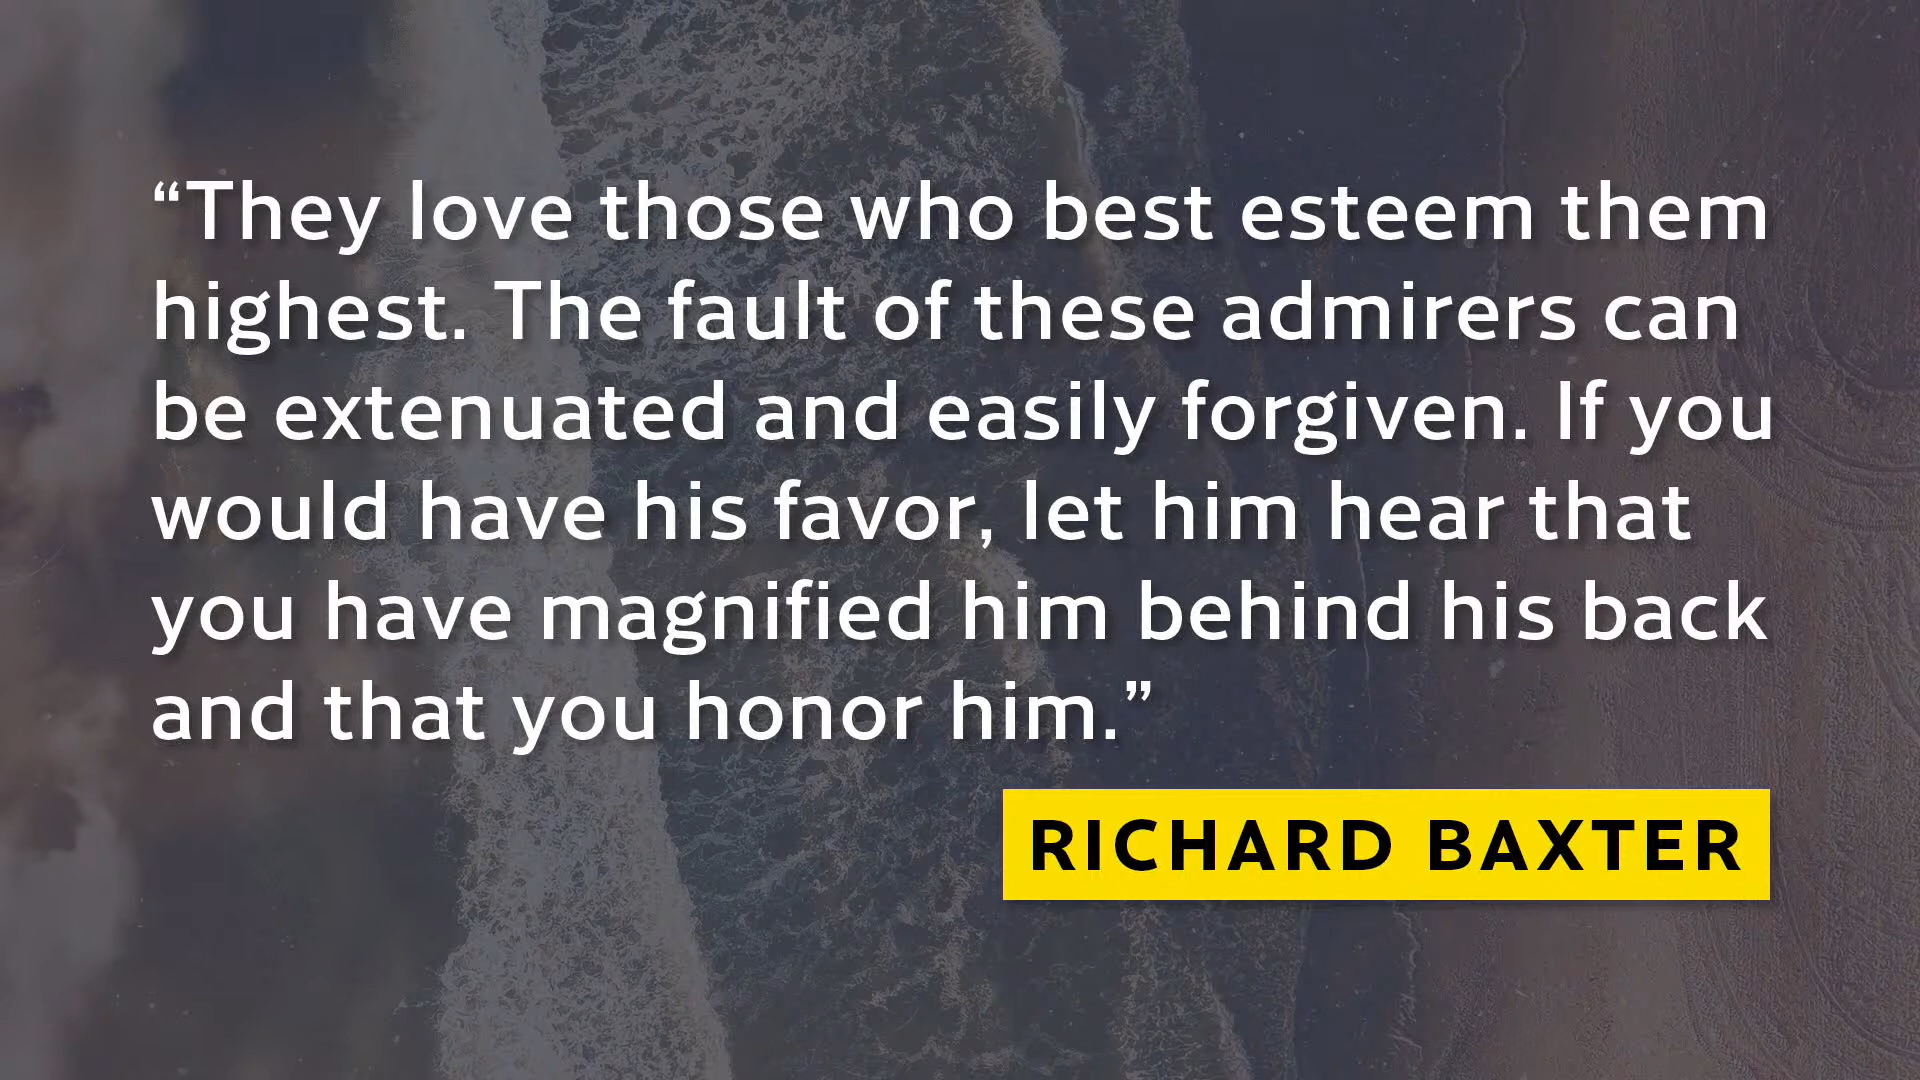 “They love those who best esteem them
highest. The fault of these admirers can
be extenuated and easily forgiven. If you
would have his favor, let him hear that
you have magnified him behind his back
and that you honor him.”
RICHARD BAXTER